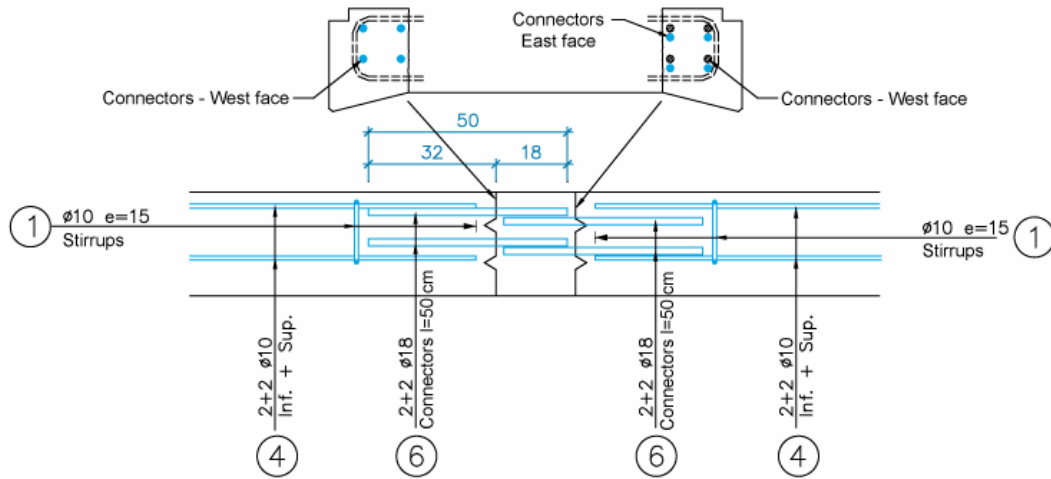 Connectors
East face
Connectors - West face
Connectors - West face
50
32
18
1
ø10 e=15
Stirrups
ø10 e=15
Stirrups
1
2+2 ø10
Inf. + Sup.
4
2+2 ø18
Connectors l=50 cm
6
2+2 ø18
Connectors l=50 cm
6
2+2 ø10
Inf. + Sup.
4